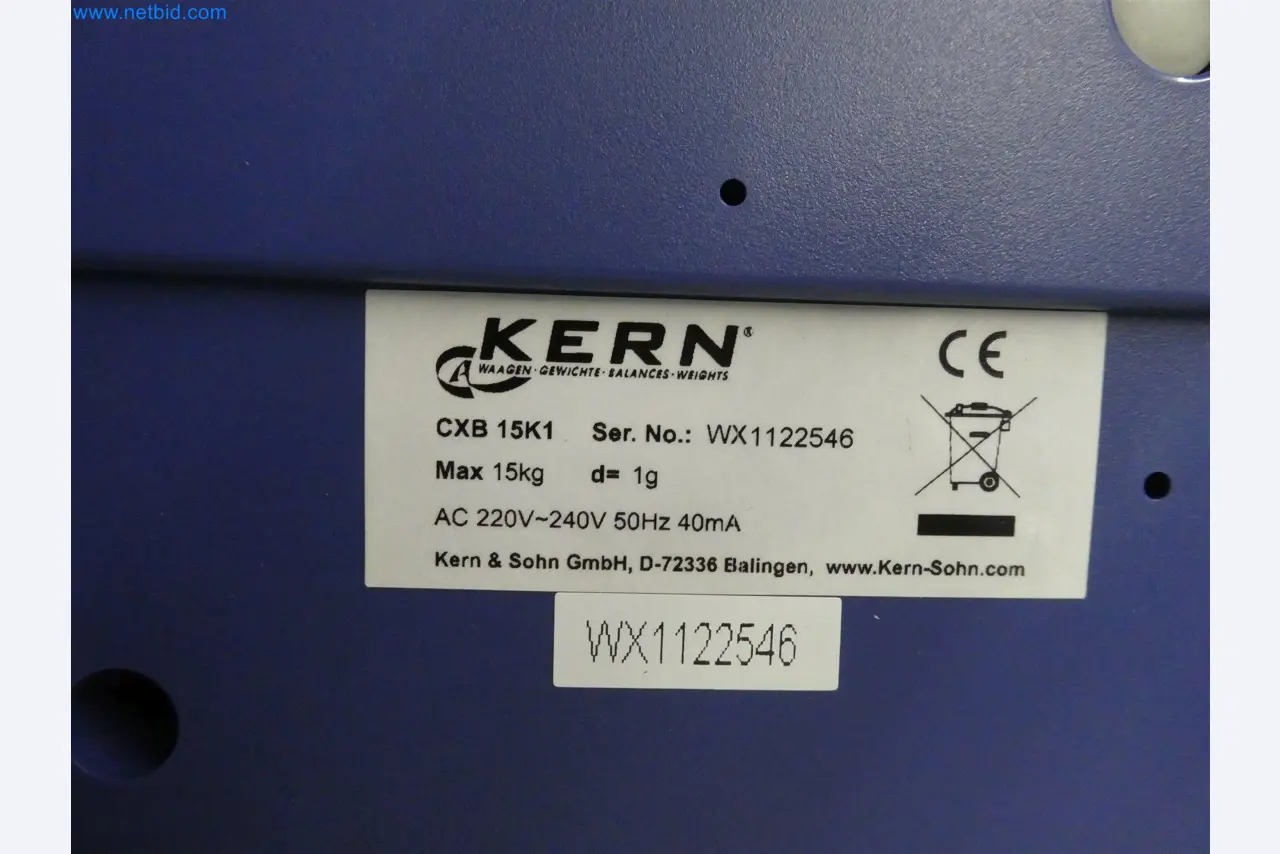 www.netbid.com
KERN®
WAAGEN · GEWICHTE · BALANCES · WEIGHTS
CE
CXB 15K1 Ser. No.: WX1122546
Max 15kg d= 1g
AC 220V~240V 50Hz 40mA
Kern & Sohn GmbH, D-72336 Balingen, www.Kern-Sohn.com
WX1122546